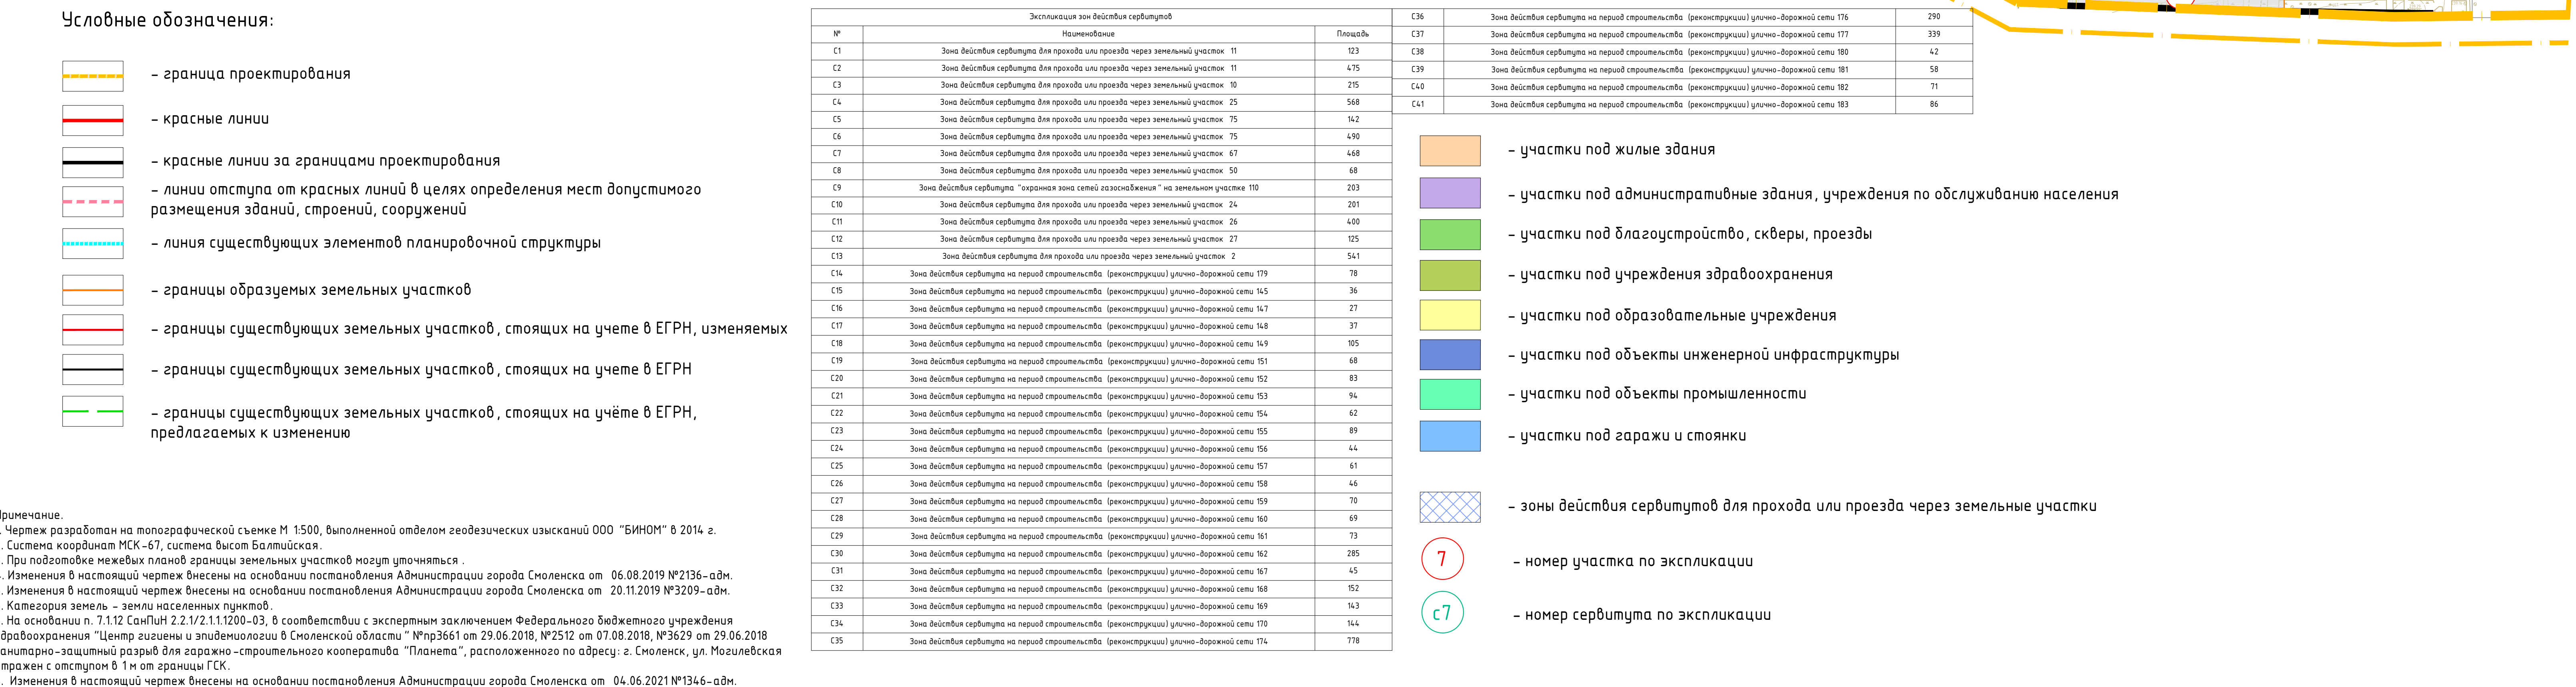 Условные обозначения:
- граница проектирования
- красные линии
- красные линии за границами проектирования
- линии отступа от красных линий в целях определения мест допустимого
размещения зданий, строений, сооружений
- линия существующих элементов планировочной структуры
- границы образуемых земельных участков
- границы существующих земельных участков, стоящих на учете в ЕГРН, изменяемых
- границы существующих земельных участков, стоящих на учете в ЕГРН
- границы существующих земельных участков, стоящих на учёте в ЕГРН,
предлагаемых к изменению
Примечание.
. Чертеж разработан на топографической съемке М 1:500, выполненной отделом геодезических изысканий ООО "БИНОМ" в 2014 г.
. Система координат МСК-67, система высот Балтийская.
. При подготовке межевых планов границы земельных участков могут уточняться.
. Изменения в настоящий чертеж внесены на основании постановления Администрации города Смоленска от 06.08.2019 №2136-адм.
. Изменения в настоящий чертеж внесены на основании постановления Администрации города Смоленска от 20.11.2019 №3209-адм.
. Категория земель - земли населенных пунктов.
. На основании п. 7.1.12 СанПиН 2.2.1/2.1.1.1200-03, в соответствии с экспертным заключением Федерального бюджетного учреждения
дравоохранения "Центр гигиены и эпидемиологии в Смоленской области" №пр3661 от 29.06.2018, №2512 от 07.08.2018, №3629 от 29.06.2018
анитарно-защитный разрыв для гаражно-строительного кооператива "Планета", расположенного по адресу: г. Смоленск, ул. Могилевская
тражен с отступом в 1 м от границы ГСК.
. Изменения в настоящий чертеж внесены на основании постановления Администрации города Смоленска от 04.06.2021 №1346-адм.
Экспликация зон действия сервитутов
№ Наименование Площадь
С1 Зона действия сервитута для прохода или проезда через земельный участок 11 123
С2 Зона действия сервитута для прохода или проезда через земельный участок 11 475
С3 Зона действия сервитута для прохода или проезда через земельный участок 10 215
С4 Зона действия сервитута для прохода или проезда через земельный участок 25 568
С5 Зона действия сервитута для прохода или проезда через земельный участок 75 142
С6 Зона действия сервитута для прохода или проезда через земельный участок 75 490
С7 Зона действия сервитута для прохода или проезда через земельный участок 67 468
С8 Зона действия сервитута для прохода или проезда через земельный участок 50 68
С9 Зона действия сервитута "охранная зона сетей газоснабжения" на земельном участке 110 203
С10 Зона действия сервитута для прохода или проезда через земельный участок 24 201
С11 Зона действия сервитута для прохода или проезда через земельный участок 26 400
С12 Зона действия сервитута для прохода или проезда через земельный участок 27 125
С13 Зона действия сервитута для прохода или проезда через земельный участок 2 541
С14 Зона действия сервитута на период строительства (реконструкции) улично-дорожной сети 179 78
С15 Зона действия сервитута на период строительства (реконструкции) улично-дорожной сети 145 36
С16 Зона действия сервитута на период строительства (реконструкции) улично-дорожной сети 147 27
С17 Зона действия сервитута на период строительства (реконструкции) улично-дорожной сети 148 37
С18 Зона действия сервитута на период строительства (реконструкции) улично-дорожной сети 149 105
С19 Зона действия сервитута на период строительства (реконструкции) улично-дорожной сети 151 68
С20 Зона действия сервитута на период строительства (реконструкции) улично-дорожной сети 152 83
С21 Зона действия сервитута на период строительства (реконструкции) улично-дорожной сети 153 94
С22 Зона действия сервитута на период строительства (реконструкции) улично-дорожной сети 154 62
С23 Зона действия сервитута на период строительства (реконструкции) улично-дорожной сети 155 89
С24 Зона действия сервитута на период строительства (реконструкции) улично-дорожной сети 156 44
С25 Зона действия сервитута на период строительства (реконструкции) улично-дорожной сети 157 61
С26 Зона действия сервитута на период строительства (реконструкции) улично-дорожной сети 158 46
С27 Зона действия сервитута на период строительства (реконструкции) улично-дорожной сети 159 70
С28 Зона действия сервитута на период строительства (реконструкции) улично-дорожной сети 160 69
С29 Зона действия сервитута на период строительства (реконструкции) улично-дорожной сети 161 73
С30 Зона действия сервитута на период строительства (реконструкции) улично-дорожной сети 162 285
С31 Зона действия сервитута на период строительства (реконструкции) улично-дорожной сети 167 45
С32 Зона действия сервитута на период строительства (реконструкции) улично-дорожной сети 168 152
С33 Зона действия сервитута на период строительства (реконструкции) улично-дорожной сети 169 143
С34 Зона действия сервитута на период строительства (реконструкции) улично-дорожной сети 170 144
С35 Зона действия сервитута на период строительства (реконструкции) улично-дорожной сети 174 778
С36 Зона действия сервитута на период строительства (реконструкции) улично-дорожной сети 176 290
С37 Зона действия сервитута на период строительства (реконструкции) улично-дорожной сети 177 339
С38 Зона действия сервитута на период строительства (реконструкции) улично-дорожной сети 180 42
С39 Зона действия сервитута на период строительства (реконструкции) улично-дорожной сети 181 58
С40 Зона действия сервитута на период строительства (реконструкции) улично-дорожной сети 182 71
С41 Зона действия сервитута на период строительства (реконструкции) улично-дорожной сети 183 86
- участки под жилые здания
- участки под административные здания, учреждения по обслуживанию населения
- участки под благоустройство, скверы, проезды
- участки под учреждения здравоохранения
- участки под образовательные учреждения
- участки под объекты инженерной инфраструктуры
- участки под объекты промышленности
- участки под гаражи и стоянки
- зоны действия сервитутов для прохода или проезда через земельные участки
7 - номер участка по экспликации
с7 - номер сервитута по экспликации